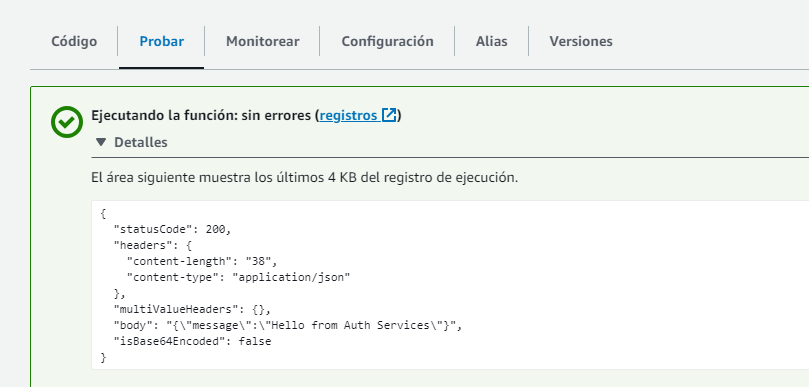 Código Probar Monitorear Configuración Alias Versiones
Ejecutando la función: sin errores (registros)
▼ Detalles
El área siguiente muestra los últimos 4 KB del registro de ejecución.
{
  "statusCode": 200,
  "headers": {
    "content-length": "38",
    "content-type": "application/json"
  },
  "multiValueHeaders": {},
  "body": "{\"message\":\"Hello from Auth Services\"}",
  "isBase64Encoded": false
}